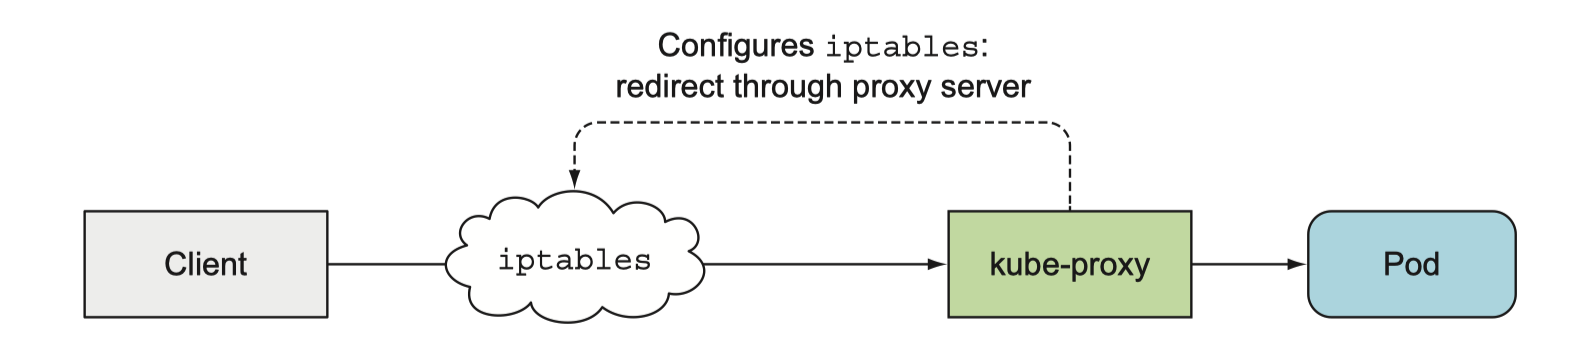 Configures iptables:
redirect through proxy server
Client
iptables
kube-proxy
Pod